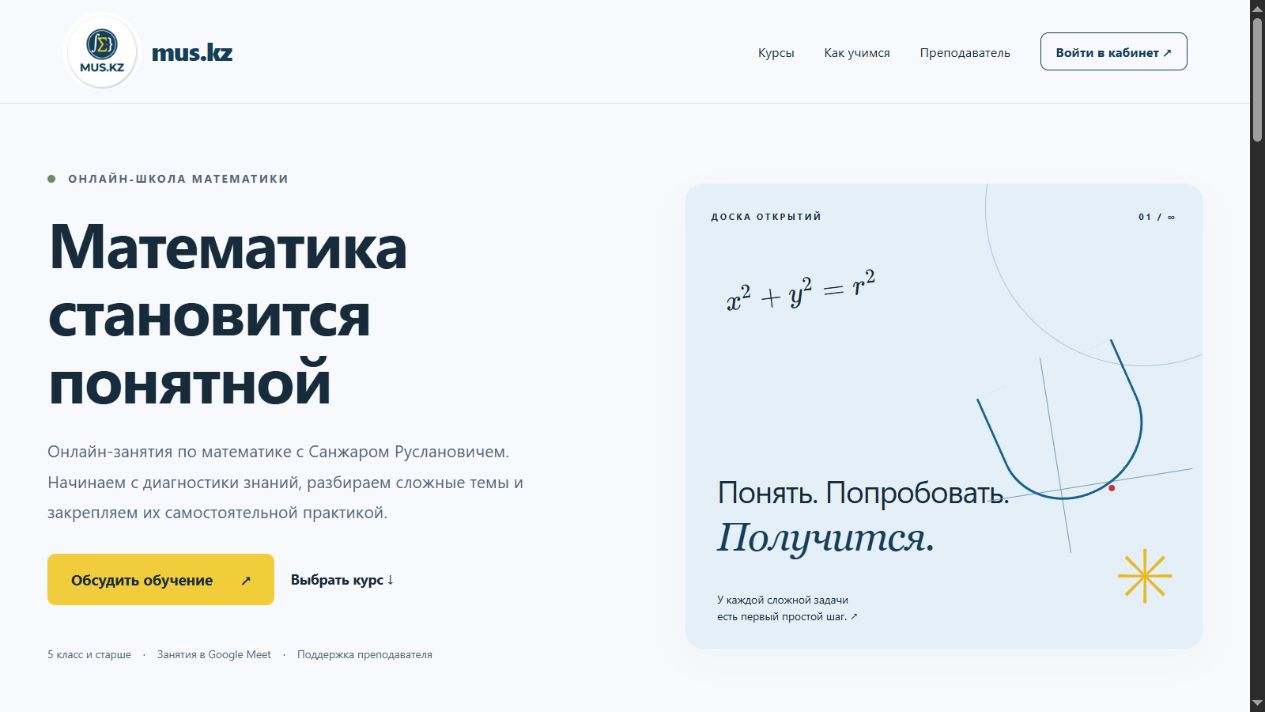 MUS.KZ
mus.kz
Курсы
Как учимся
Преподаватель
Войти в кабинет ↗
ОНЛАЙН-ШКОЛА МАТЕМАТИКИ
Математика
становится
понятной
Онлайн-занятия по математике с Санжаром Руслановичем.
Начинаем с диагностики знаний, разбираем сложные темы и
закрепляем их самостоятельной практикой.
Обсудить обучение ↗
Выбрать курс ↓
5 класс и старше · Занятия в Google Meet · Поддержка преподавателя
ДОСКА ОТКРЫТИЙ
01 / ∞
x² + y² = r²
Понять. Попробовать.
Получится.
У каждой сложной задачи
есть первый простой шаг. ↗